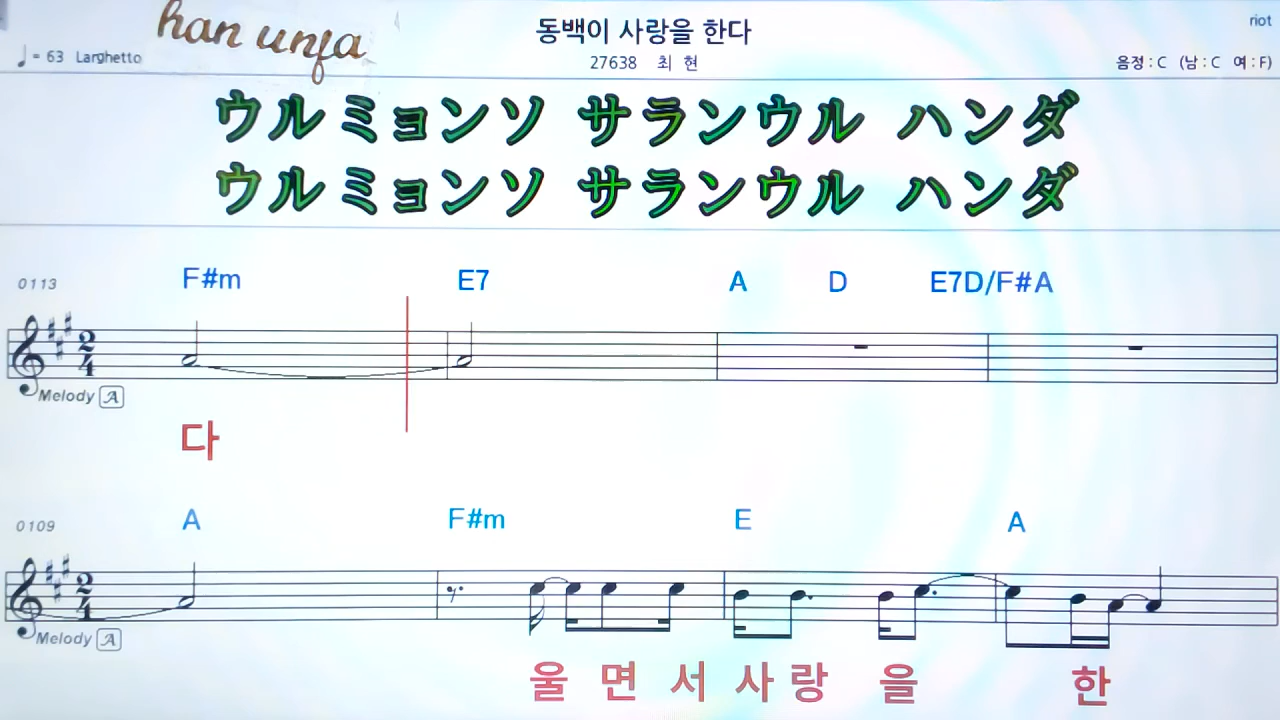 han unja
동백이 사랑을 한다
riot
♩= 63 Larghetto
27638 최 현
음정 : C (남 : C 여 : F)
ウルミョンソ サランウル ハンダ
ウルミョンソ サランウル ハンダ
0113 F#m E7 A D E7D/F#A
2/4
Melody A
다
0109 A F#m E A
2/4
Melody A
울 면 서 사 랑 을 한